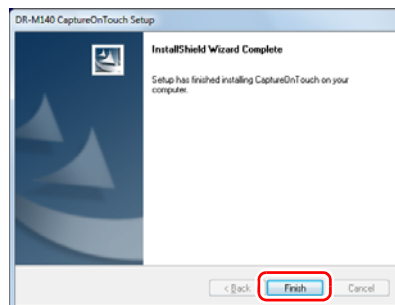 DR-M140 CaptureOnTouch Setup
InstallShield Wizard Complete
Setup has finished installing CaptureOnTouch on your
computer.
< Back
Finish
Cancel